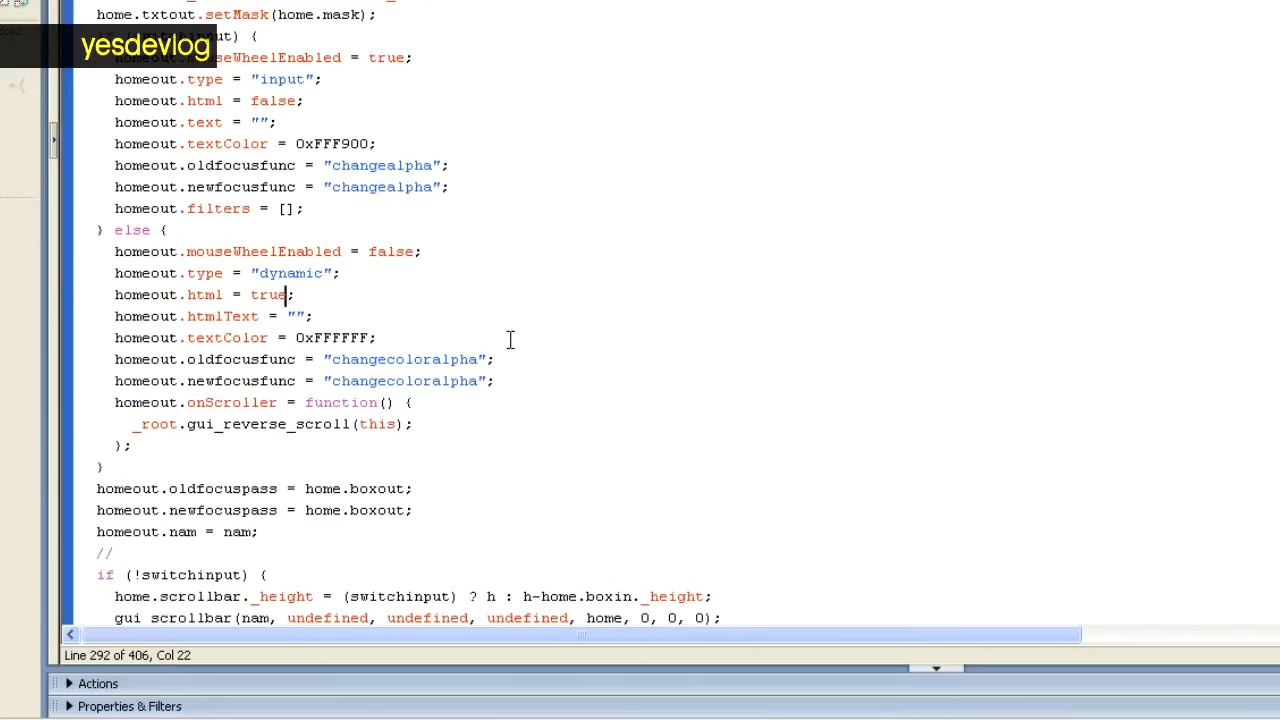 home.txtout.setMask(home.mask);
yesdevlog
homeout.mouseWheelEnabled = true;
homeout.type = "input";
homeout.html = false;
homeout.text = "";
homeout.textColor = 0xFFF900;
homeout.oldfocusfunc = "changealpha";
homeout.newfocusfunc = "changealpha";
homeout.filters = [];
} else {
homeout.mouseWheelEnabled = false;
homeout.type = "dynamic";
homeout.html = true;
homeout.htmlText = "";
homeout.textColor = 0xFFFFFF;
homeout.oldfocusfunc = "changecoloralpha";
homeout.newfocusfunc = "changecoloralpha";
homeout.onScroller = function() {
_root.gui_reverse_scroll(this);
};
}
homeout.oldfocuspass = home.boxout;
homeout.newfocuspass = home.boxout;
homeout.nam = nam;
//
if (!switchinput) {
home.scrollbar._height = (switchinput) ? h : h-home.boxin._height;
gui_scrollbar(nam, undefined, undefined, undefined, home, 0, 0, 0);
Line 292 of 406, Col 22
Actions
Properties & Filters